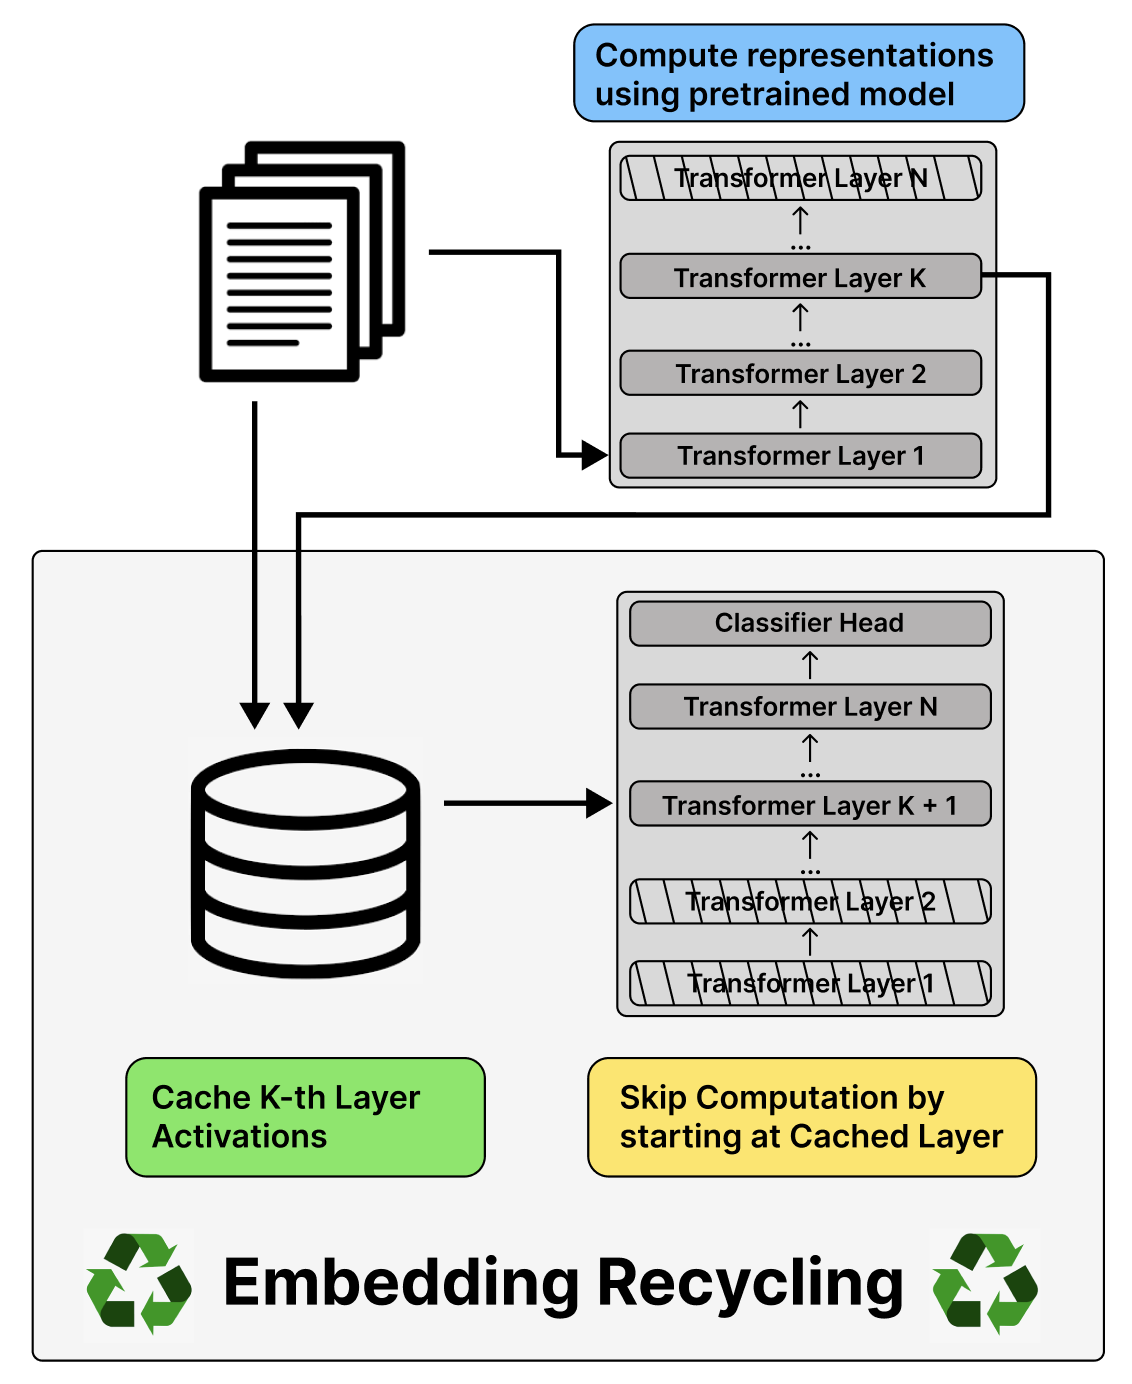 Compute representations
using pretrained model
Transformer Layer N
...
Transformer Layer K
...
Transformer Layer 2
Transformer Layer 1
Classifier Head
Transformer Layer N
...
Transformer Layer K + 1
...
Transformer Layer 2
Transformer Layer 1
Cache K-th Layer
Activations
Skip Computation by
starting at Cached Layer
Embedding Recycling